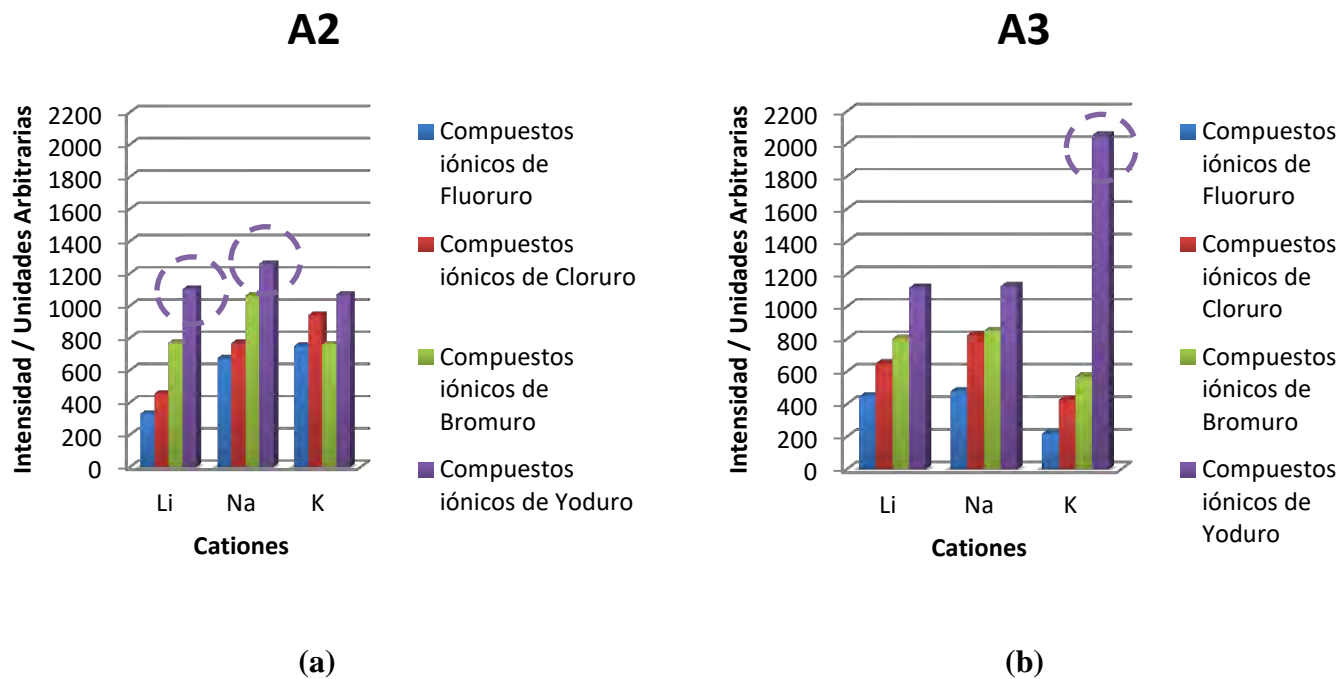 A2
Intensidad / Unidades Arbitrarias
2200
2000
1800
1600
1400
1200
1000
800
600
400
200
0
Li Na K
Cationes
Compuestos
iónicos de
Fluoruro
Compuestos
iónicos de Cloruro
Compuestos
iónicos de
Bromuro
Compuestos
iónicos de Yoduro
(a)
A3
Intensidad / Unidades Arbitrarias
2200
2000
1800
1600
1400
1200
1000
800
600
400
200
0
Li Na K
Cationes
Compuestos
iónicos de
Fluoruro
Compuestos
iónicos de
Cloruro
Compuestos
iónicos de
Bromuro
Compuestos
iónicos de
Yoduro
(b)